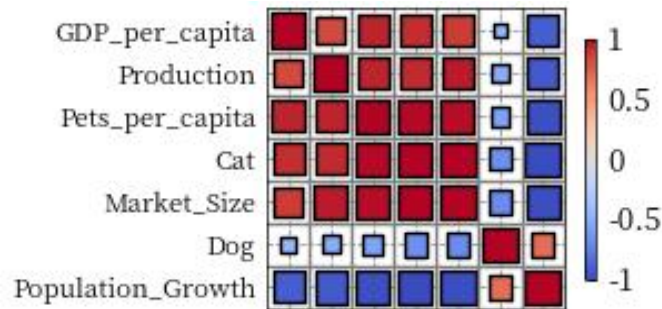 GDP_per_capita
1
Production
0.5
Pets_per_capita
Cat
0
Market_Size
-0.5
Dog
Population_Growth
-1